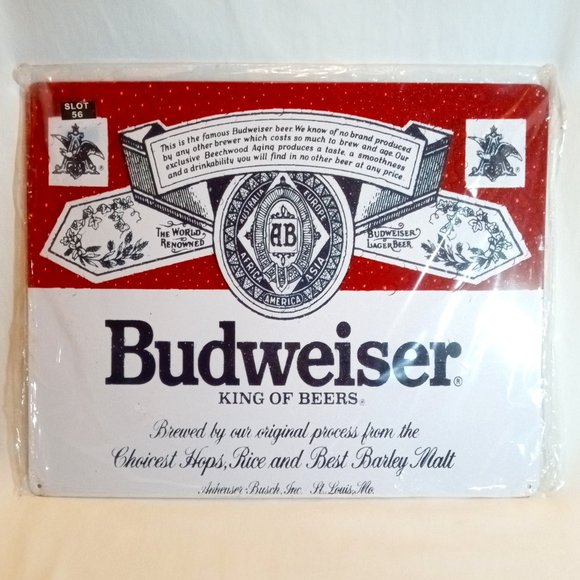 SLOT
56
This is the famous Budweiser beer. We know of no brand produced
by any other brewer which costs so much to brew and age. Our
exclusive Beechwood Aging produces a taste, a smoothness
and a drinkability you will find in no other beer at any price.
THE WORLD
RENOWNED
AUSTRALIA
EUROPE
AFRICA
ASIA
AMERICA
AB
BUDWEISER
LAGER BEER
Budweiser®
KING OF BEERS®
Brewed by our original process from the
Choicest Hops, Rice and Best Barley Malt
Anheuser-Busch, Inc. St. Louis, Mo.